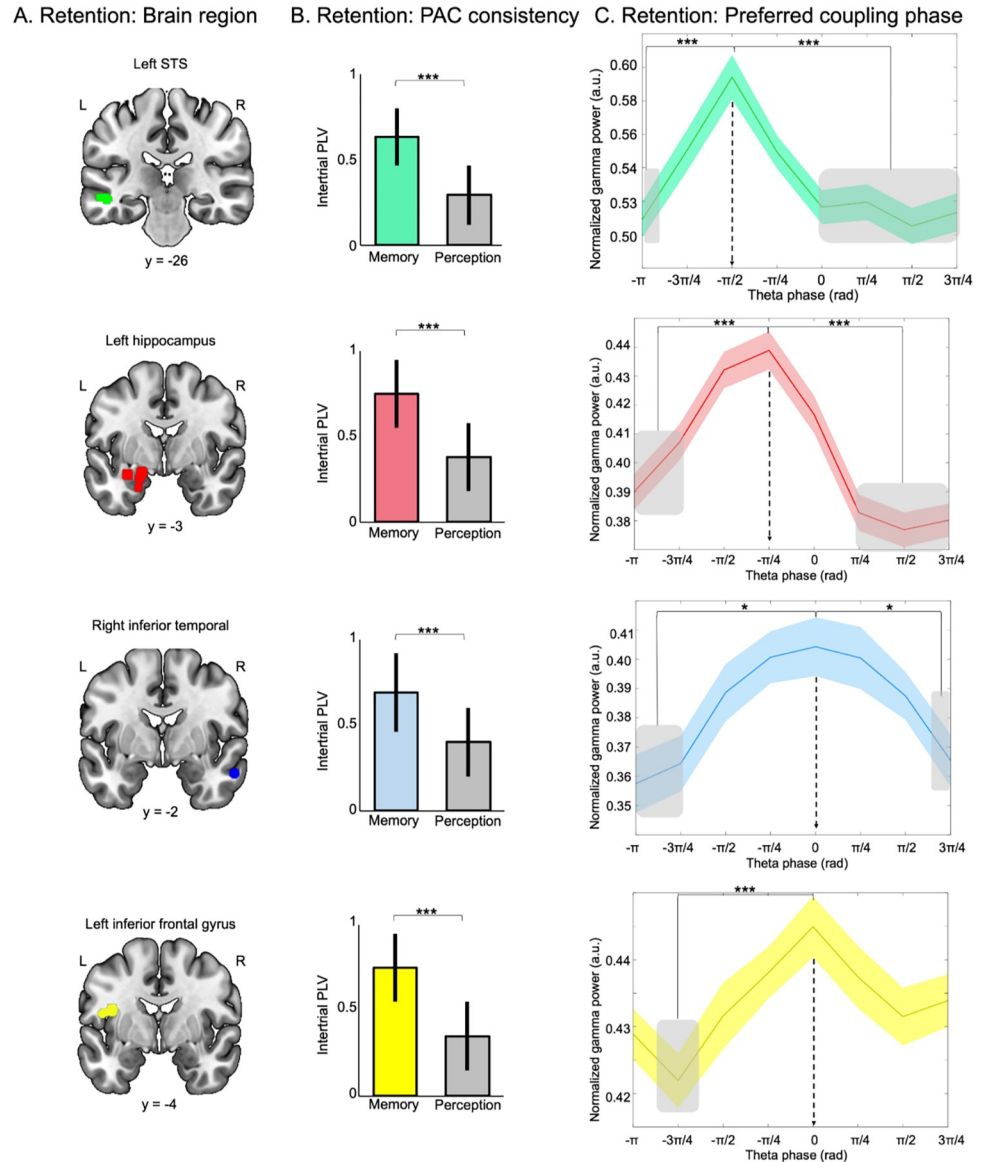 A. Retention: Brain region
B. Retention: PAC consistency
C. Retention: Preferred coupling phase
Left STS
L
R
y = -26
1
0.5
0
Intertrial PLV
***
Memory
Perception
***
***
Normalized gamma power (a.u.)
0.60
0.58
0.56
0.54
0.53
0.50
-π
-3π/4
-π/2
-π/4
0
π/4
π/2
3π/4
Theta phase (rad)
Left hippocampus
L
R
y = -3
1
0.5
0
Intertrial PLV
***
Memory
Perception
***
***
Normalized gamma power (a.u.)
0.44
0.43
0.42
0.41
0.40
0.39
0.38
-π
-3π/4
-π/2
-π/4
0
π/4
π/2
3π/4
Theta phase (rad)
Right inferior temporal
L
R
y = -2
1
0.5
0
Intertrial PLV
***
Memory
Perception
*
*
Normalized gamma power (a.u.)
0.41
0.40
0.39
0.38
0.37
0.36
0.35
-π
-3π/4
-π/2
-π/4
0
π/4
π/2
3π/4
Theta phase (rad)
Left inferior frontal gyrus
L
R
y = -4
1
0.5
0
Intertrial PLV
***
Memory
Perception
***
Normalized gamma power (a.u.)
0.44
0.43
0.42
-π
-3π/4
-π/2
-π/4
0
π/4
π/2
3π/4
Theta phase (rad)